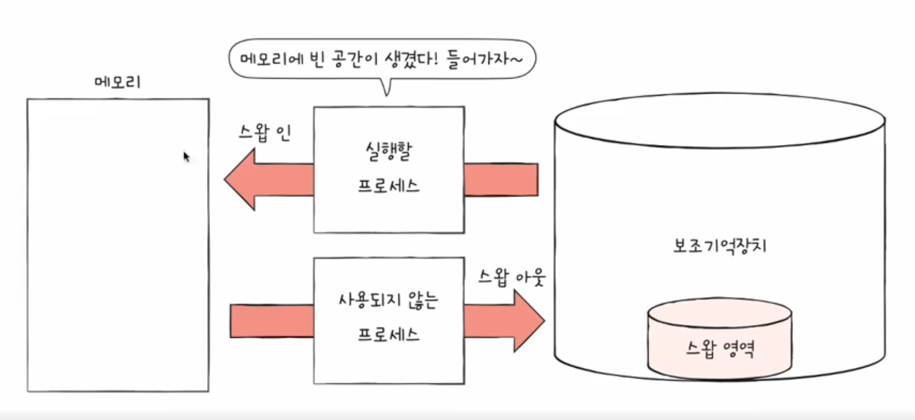 메모리에 빈 공간이 생겼다! 들어가자~
메모리
스왑 인
실행할
프로세스
보조기억장치
스왑 아웃
사용되지 않는
프로세스
스왑 영역